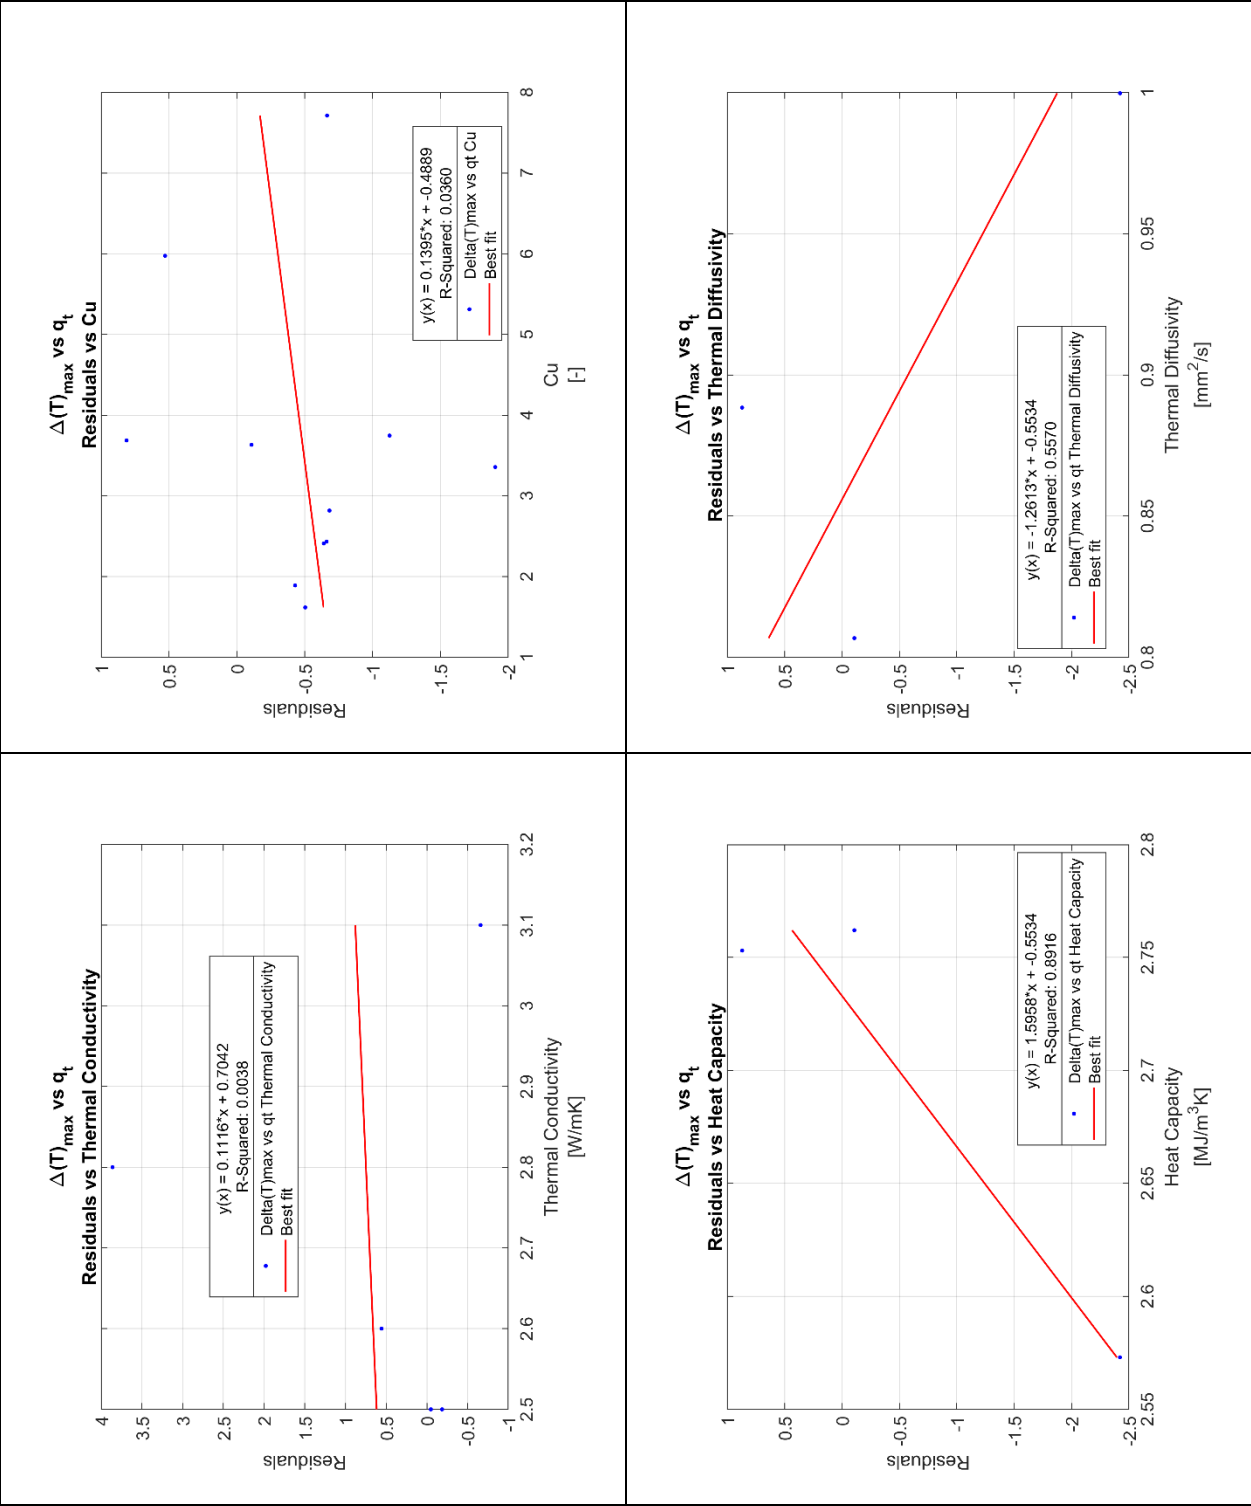 Δ(T)max vs qt
Residuals vs Thermal Conductivity
4
3.5
3
2.5
2
1.5
1
0.5
0
-0.5
-1
Residuals
2.5
2.6
2.7
2.8
2.9
3
3.1
3.2
Thermal Conductivity
[W/mK]
y(x) = 0.1116*x + 0.7042
R-Squared: 0.0038
Delta(T)max vs qt Thermal Conductivity
Best fit
Δ(T)max vs qt
Residuals vs Cu
1
0.5
0
-0.5
-1
-1.5
-2
Residuals
1
2
3
4
5
6
7
8
Cu
[-]
y(x) = 0.1395*x + -0.4889
R-Squared: 0.0360
Delta(T)max vs qt Cu
Best fit
Δ(T)max vs qt
Residuals vs Heat Capacity
1
0.5
0
-0.5
-1
-1.5
-2
-2.5
Residuals
2.55
2.6
2.65
2.7
2.75
2.8
Heat Capacity
[MJ/m³K]
y(x) = 1.5958*x + -0.5534
R-Squared: 0.8916
Delta(T)max vs qt Heat Capacity
Best fit
Δ(T)max vs qt
Residuals vs Thermal Diffusivity
1
0.5
0
-0.5
-1
-1.5
-2
-2.5
Residuals
0.8
0.85
0.9
0.95
1
Thermal Diffusivity
[mm²/s]
y(x) = -1.2613*x + -0.5534
R-Squared: 0.5570
Delta(T)max vs qt Thermal Diffusivity
Best fit